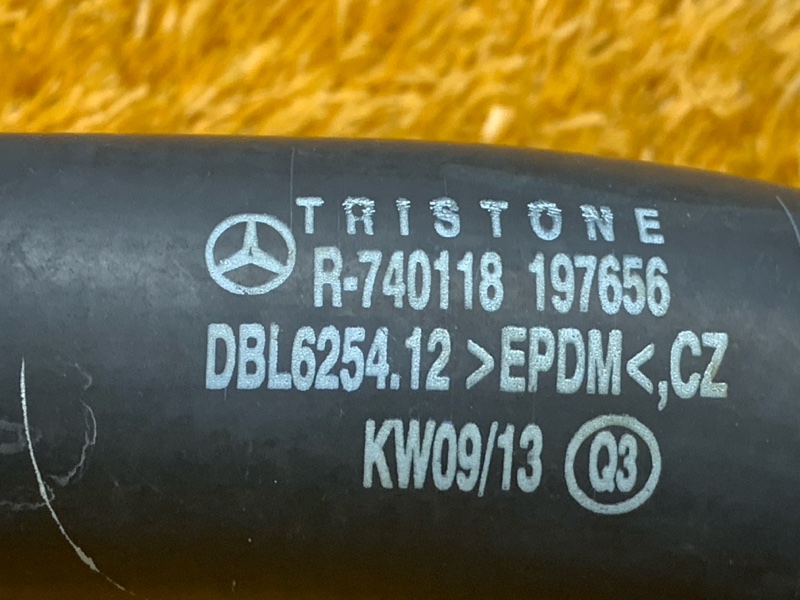 TRISTONE
R-740118 197656
DBL6254.12 >EPDM<,CZ
KW09/13 Q3